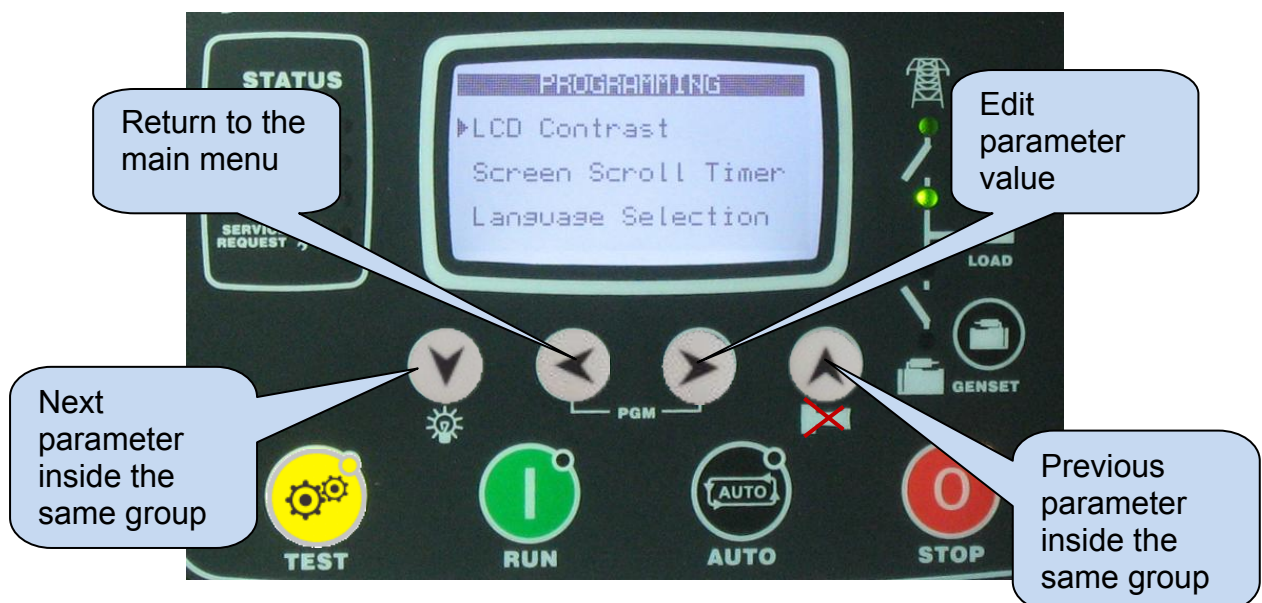 STATUS
PROGRAMMING
LCD Contrast
Screen Scroll Timer
Language Selection
Return to the
main menu
Edit
parameter
value
REQUEST
LOAD
GENSET
PGM
Next
parameter
inside the
same group
Previous
parameter
inside the
same group
AUTO
TEST
RUN
AUTO
STOP